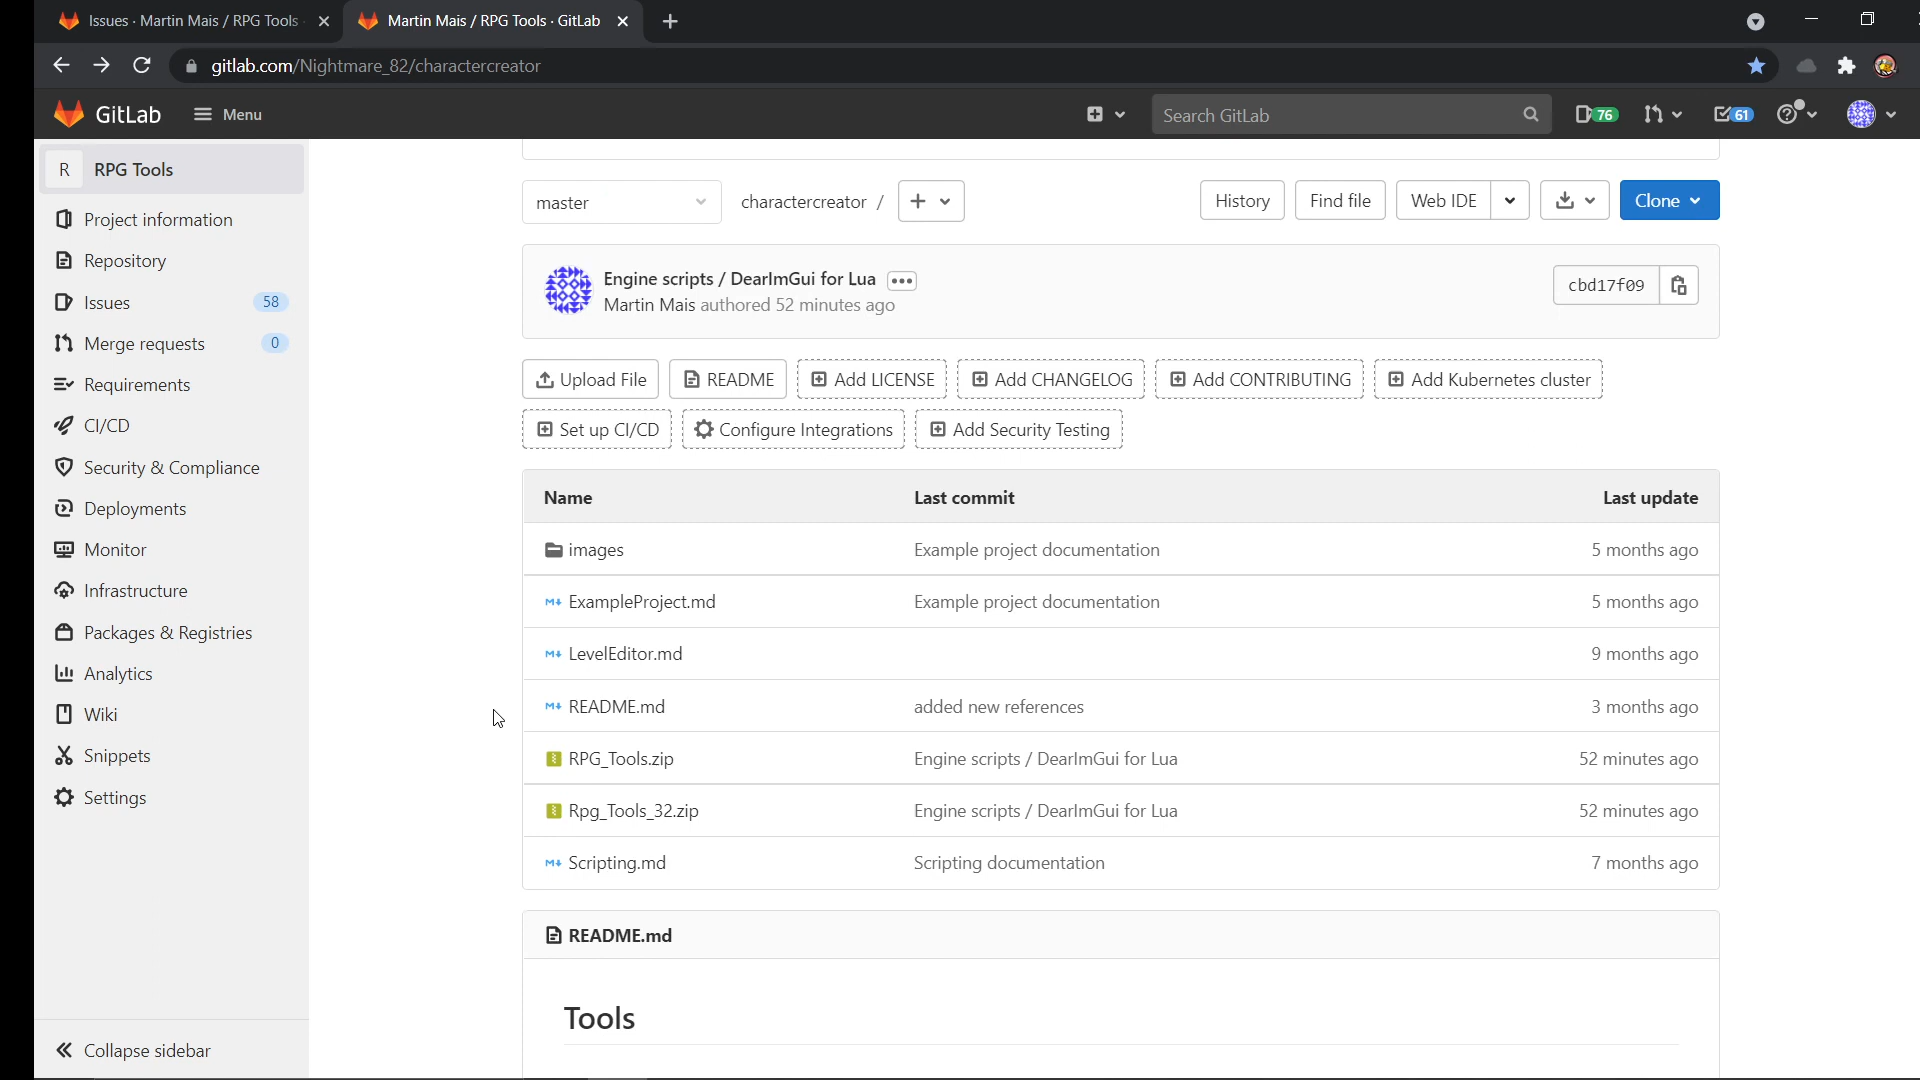 Issues · Martin Mais / RPG Tools
Martin Mais / RPG Tools · GitLab
gitlab.com/Nightmare_82/charactercreator
GitLab
Menu
Search GitLab
76
61
R
RPG Tools
Project information
Repository
Issues
58
Merge requests
0
Requirements
CI/CD
Security & Compliance
Deployments
Monitor
Infrastructure
Packages & Registries
Analytics
Wiki
Snippets
Settings
Collapse sidebar
master
charactercreator /
History
Find file
Web IDE
Clone
Engine scripts / DearImGui for Lua
Martin Mais authored 52 minutes ago
cbd17f09
Upload File
README
Add LICENSE
Add CHANGELOG
Add CONTRIBUTING
Add Kubernetes cluster
Set up CI/CD
Configure Integrations
Add Security Testing
Name Last commit Last update
images Example project documentation 5 months ago
ExampleProject.md Example project documentation 5 months ago
LevelEditor.md 9 months ago
README.md added new references 3 months ago
RPG_Tools.zip Engine scripts / DearImGui for Lua 52 minutes ago
Rpg_Tools_32.zip Engine scripts / DearImGui for Lua 52 minutes ago
Scripting.md Scripting documentation 7 months ago
README.md
Tools